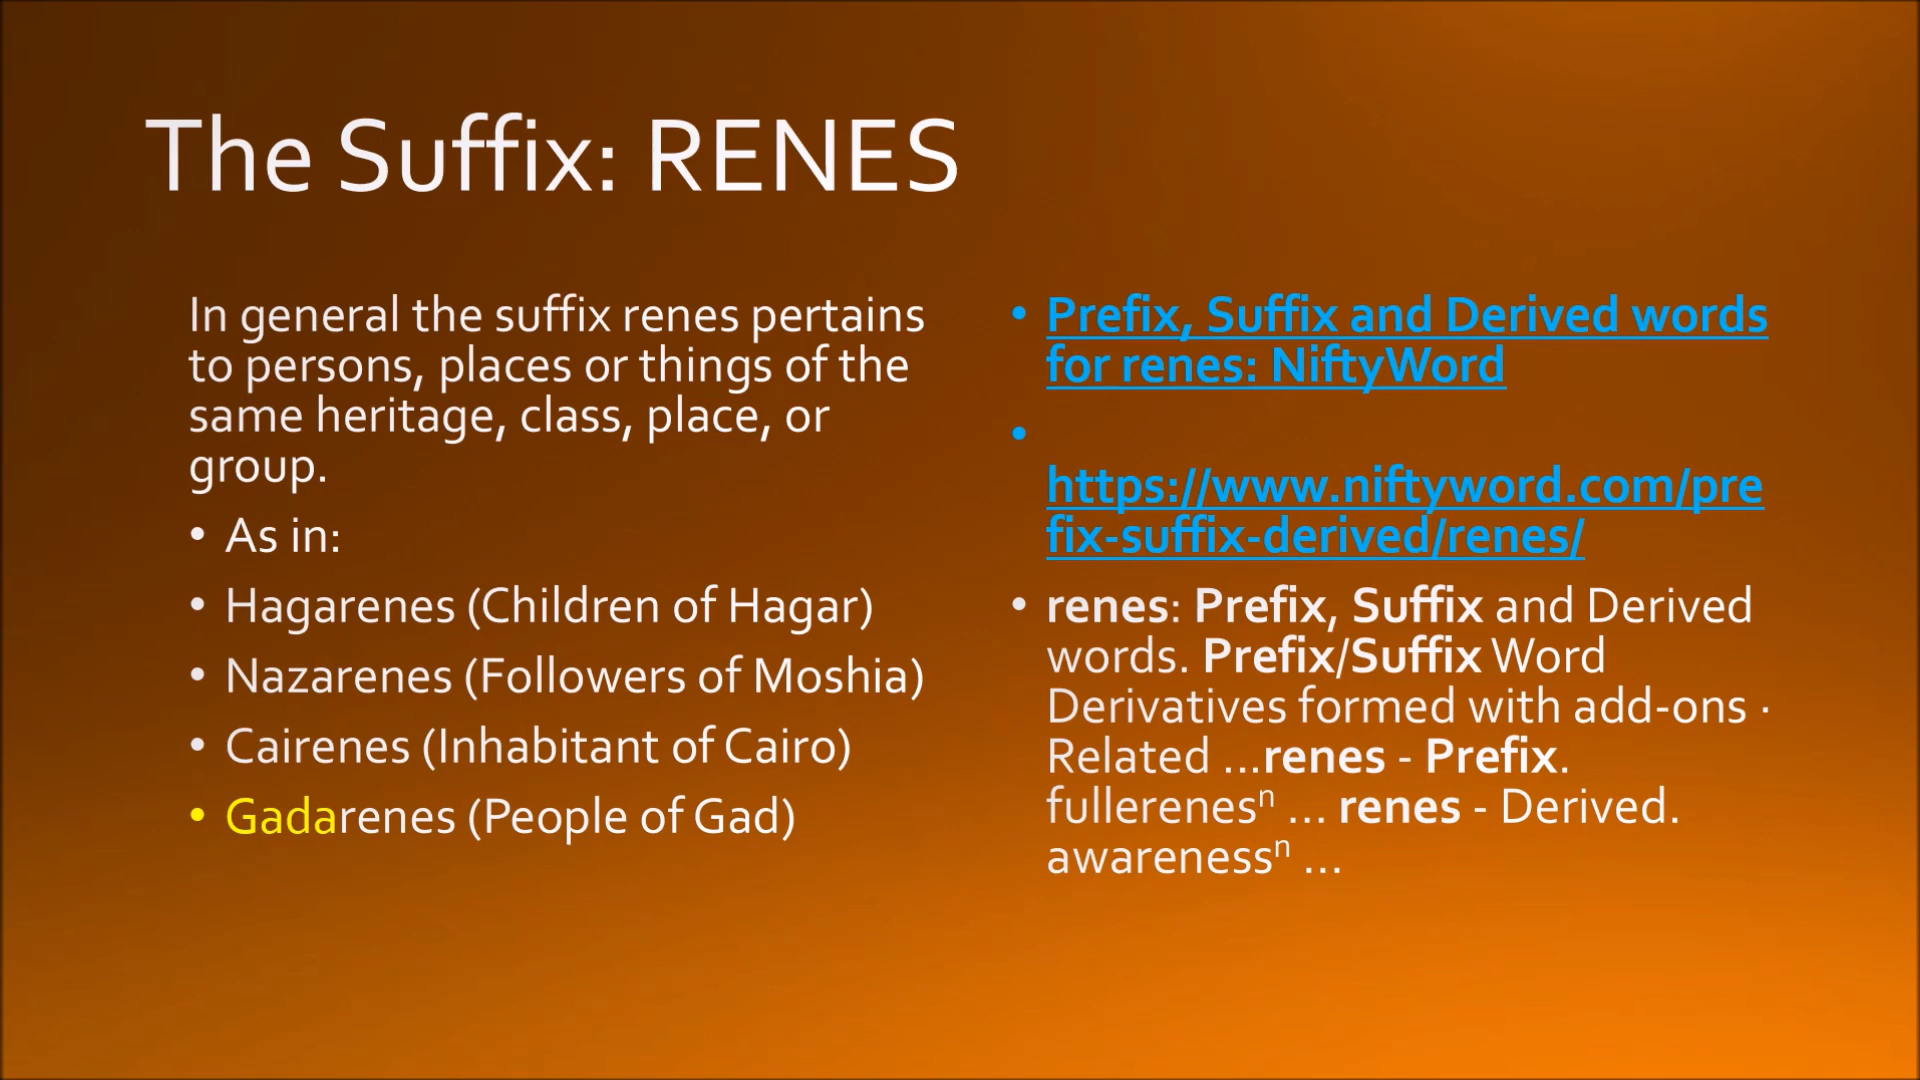 The Suffix: RENES
In general the suffix renes pertains
to persons, places or things of the
same heritage, class, place, or
group.
• As in:
• Hagarenes (Children of Hagar)
• Nazarenes (Followers of Moshia)
• Cairenes (Inhabitant of Cairo)
• Gadarenes (People of Gad)
• Prefix, Suffix and Derived words
for renes: NiftyWord
•
https://www.niftyword.com/pre
fix-suffix-derived/renes/
• renes: Prefix, Suffix and Derived
words. Prefix/Suffix Word
Derivatives formed with add-ons ·
Related ...renes - Prefix.
fullerenesⁿ ... renes - Derived.
awarenessⁿ ...